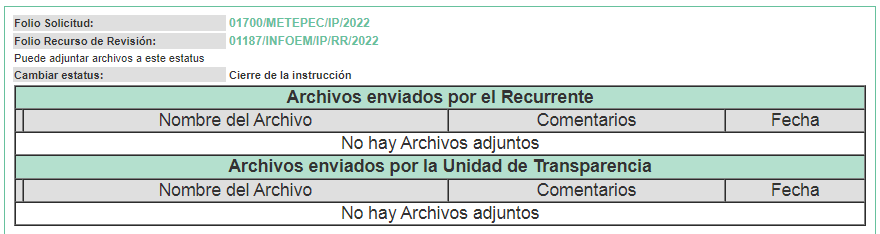 Folio Solicitud: 01700/METEPEC/IP/2022
Folio Recurso de Revisión: 01187/INFOEM/IP/RR/2022
Puede adjuntar archivos a este estatus
Cambiar estatus: Cierre de la instrucción
Archivos enviados por el Recurrente
Nombre del Archivo Comentarios Fecha
No hay Archivos adjuntos
Archivos enviados por la Unidad de Transparencia
Nombre del Archivo Comentarios Fecha
No hay Archivos adjuntos